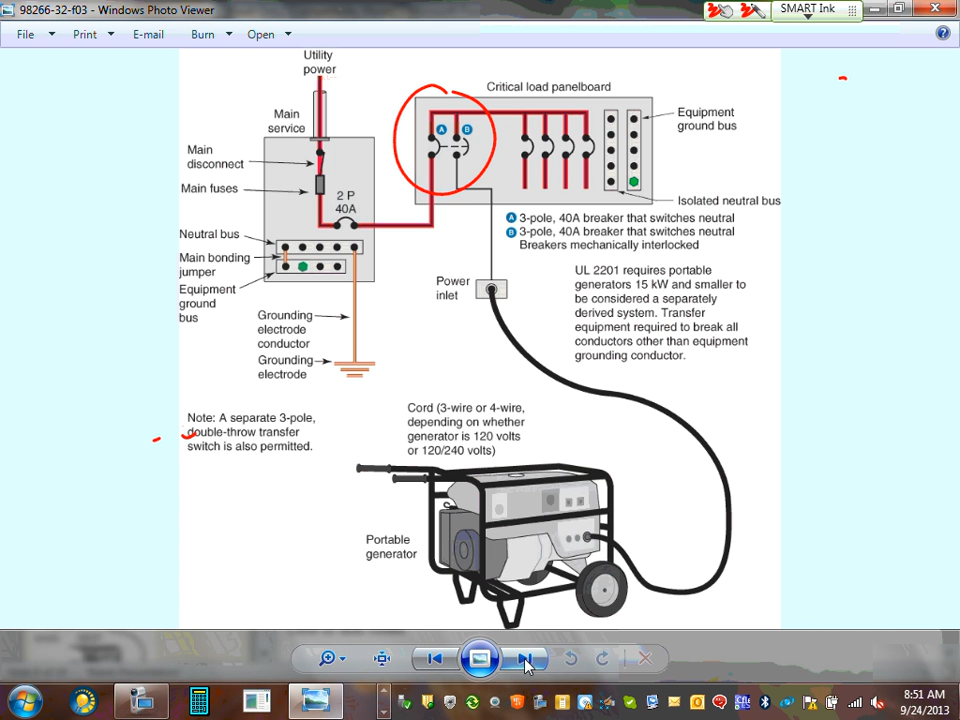 98266-32-f03 - Windows Photo Viewer
SMART Ink
File Print E-mail Burn Open
Utility
power
Critical load panelboard
Main
service
Equipment
ground bus
A B
Main
disconnect
Main fuses
2 P
40A
Isolated neutral bus
A 3-pole, 40A breaker that switches neutral
B 3-pole, 40A breaker that switches neutral
Breakers mechanically interlocked
Neutral bus
Main bonding
jumper
Equipment
ground
bus
Power
inlet
UL 2201 requires portable
generators 15 kW and smaller to
be considered a separately
derived system. Transfer
equipment required to break all
conductors other than equipment
grounding conductor.
Grounding
electrode
conductor
Grounding
electrode
Note: A separate 3-pole,
double-throw transfer
switch is also permitted.
Cord (3-wire or 4-wire,
depending on whether
generator is 120 volts
or 120/240 volts)
Portable
generator
8:51 AM
9/24/2013